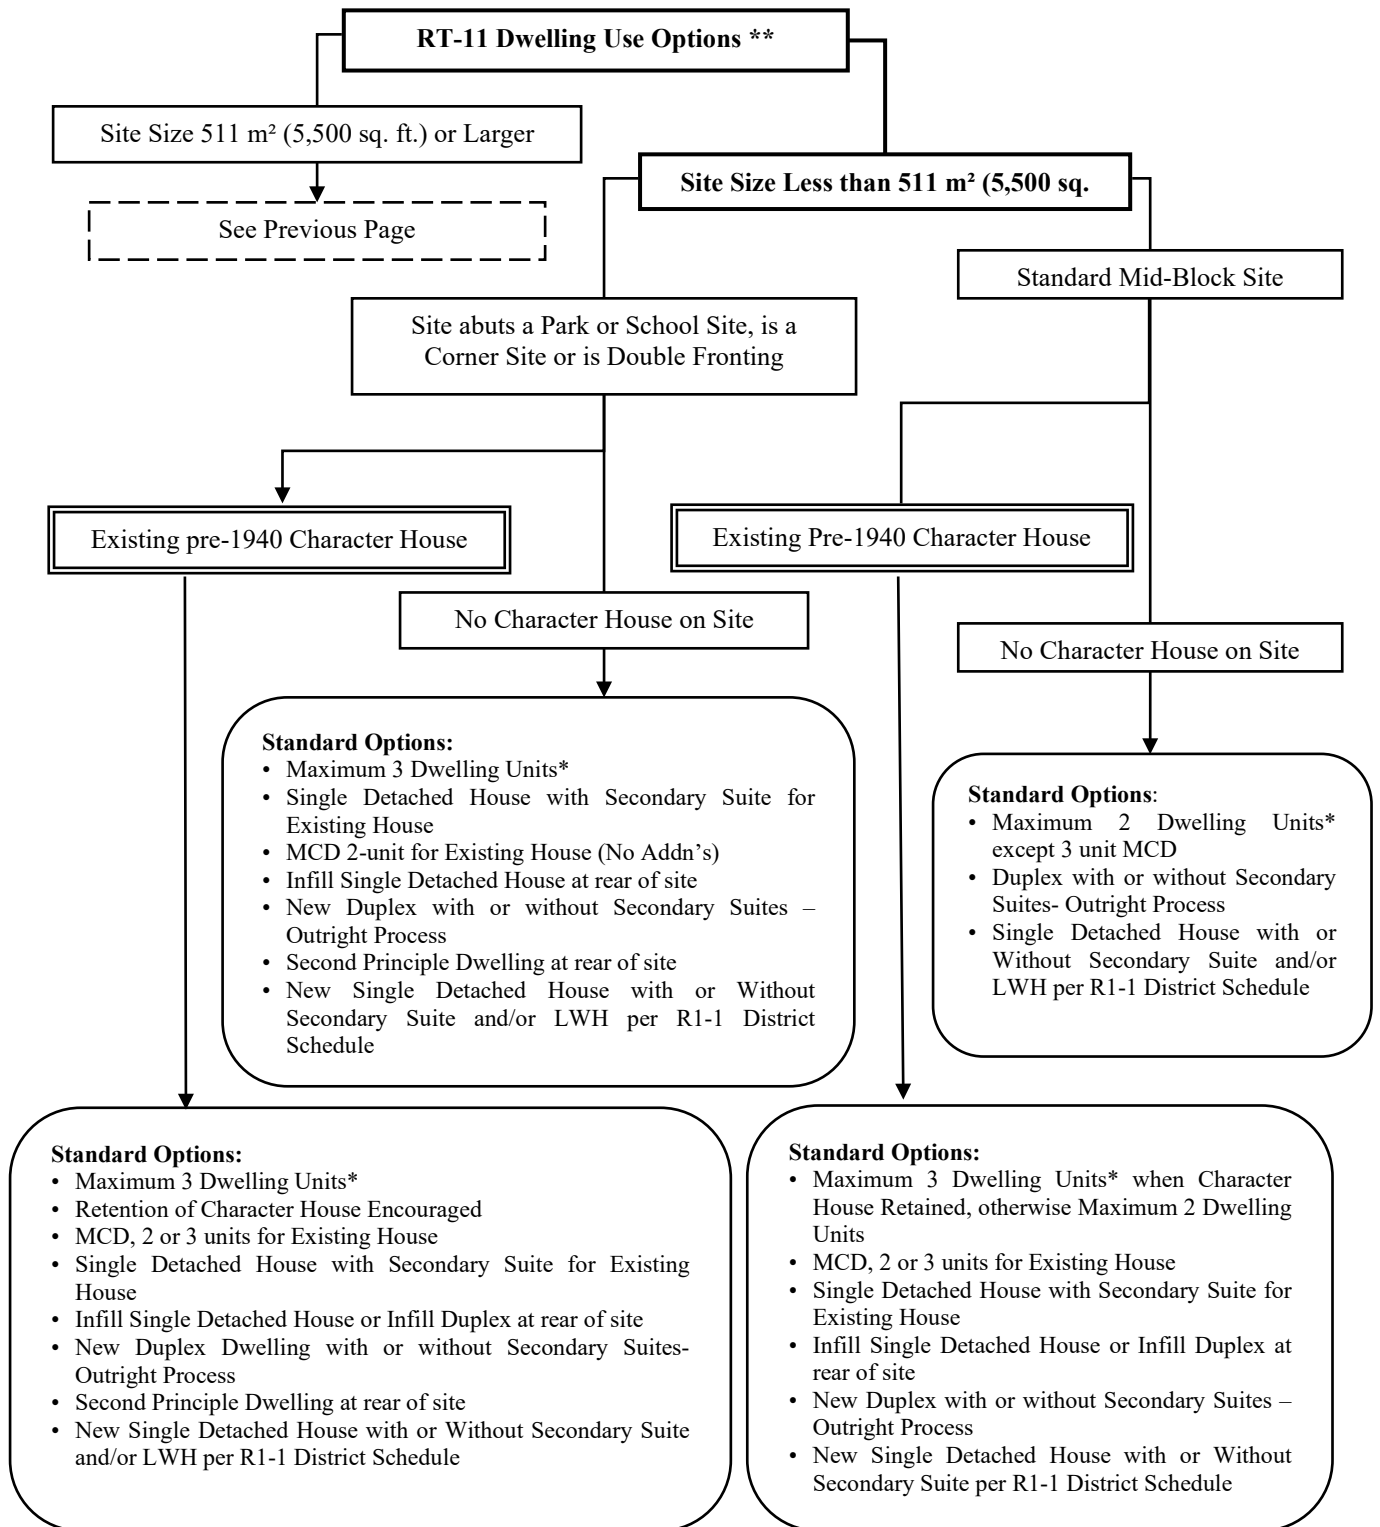 RT-11 Dwelling Use Options **
Site Size 511 m² (5,500 sq. ft.) or Larger
See Previous Page
Site Size Less than 511 m² (5,500 sq.
Standard Mid-Block Site
Site abuts a Park or School Site, is a
Corner Site or is Double Fronting
Existing pre-1940 Character House
Existing Pre-1940 Character House
No Character House on Site
No Character House on Site
Standard Options:
• Maximum 3 Dwelling Units*
• Single Detached House with Secondary Suite for
Existing House
• MCD 2-unit for Existing House (No Addn’s)
• Infill Single Detached House at rear of site
• New Duplex with or without Secondary Suites –
Outright Process
• Second Principle Dwelling at rear of site
• New Single Detached House with or Without
Secondary Suite and/or LWH per R1-1 District
Schedule
Standard Options:
• Maximum 2 Dwelling Units*
except 3 unit MCD
• Duplex with or without Secondary
Suites- Outright Process
• Single Detached House with or
Without Secondary Suite and/or
LWH per R1-1 District Schedule
Standard Options:
• Maximum 3 Dwelling Units*
• Retention of Character House Encouraged
• MCD, 2 or 3 units for Existing House
• Single Detached House with Secondary Suite for Existing
House
• Infill Single Detached House or Infill Duplex at rear of site
• New Duplex Dwelling with or without Secondary Suites-
Outright Process
• Second Principle Dwelling at rear of site
• New Single Detached House with or Without Secondary Suite
and/or LWH per R1-1 District Schedule
Standard Options:
• Maximum 3 Dwelling Units* when Character
House Retained, otherwise Maximum 2 Dwelling
Units
• MCD, 2 or 3 units for Existing House
• Single Detached House with Secondary Suite for
Existing House
• Infill Single Detached House or Infill Duplex at
rear of site
• New Duplex with or without Secondary Suites –
Outright Process
• New Single Detached House with or Without
Secondary Suite per R1-1 District Schedule